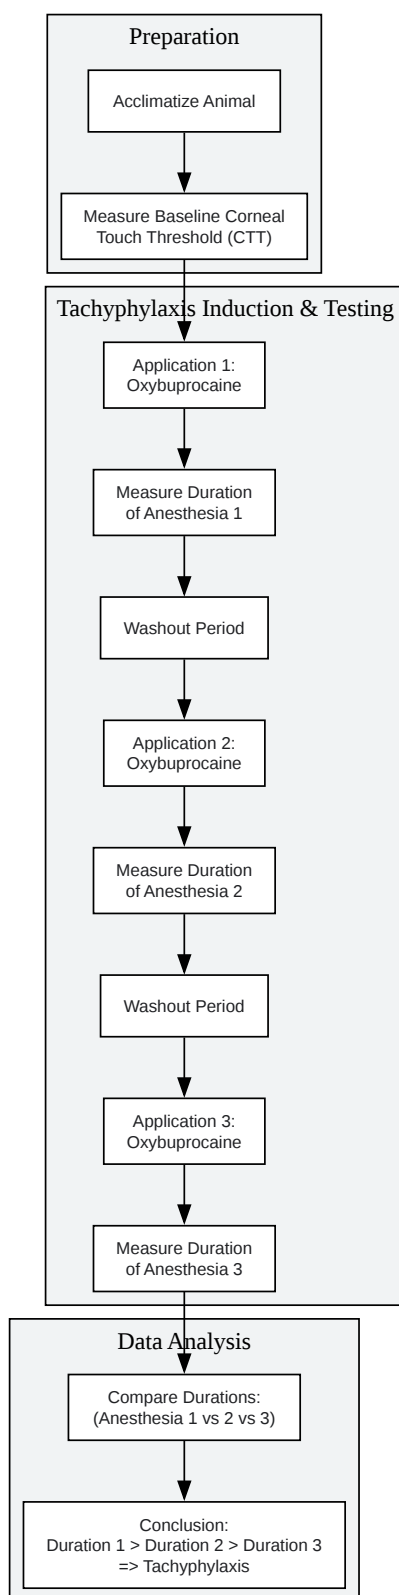 Preparation
Acclimatize Animal
Measure Baseline Corneal
Touch Threshold (CTT)
Tachyphylaxis Induction & Testing
Application 1:
Oxybuprocaine
Measure Duration
of Anesthesia 1
Washout Period
Application 2:
Oxybuprocaine
Measure Duration
of Anesthesia 2
Washout Period
Application 3:
Oxybuprocaine
Measure Duration
of Anesthesia 3
Data Analysis
Compare Durations:
(Anesthesia 1 vs 2 vs 3)
Conclusion:
Duration 1 > Duration 2 > Duration 3
=> Tachyphylaxis